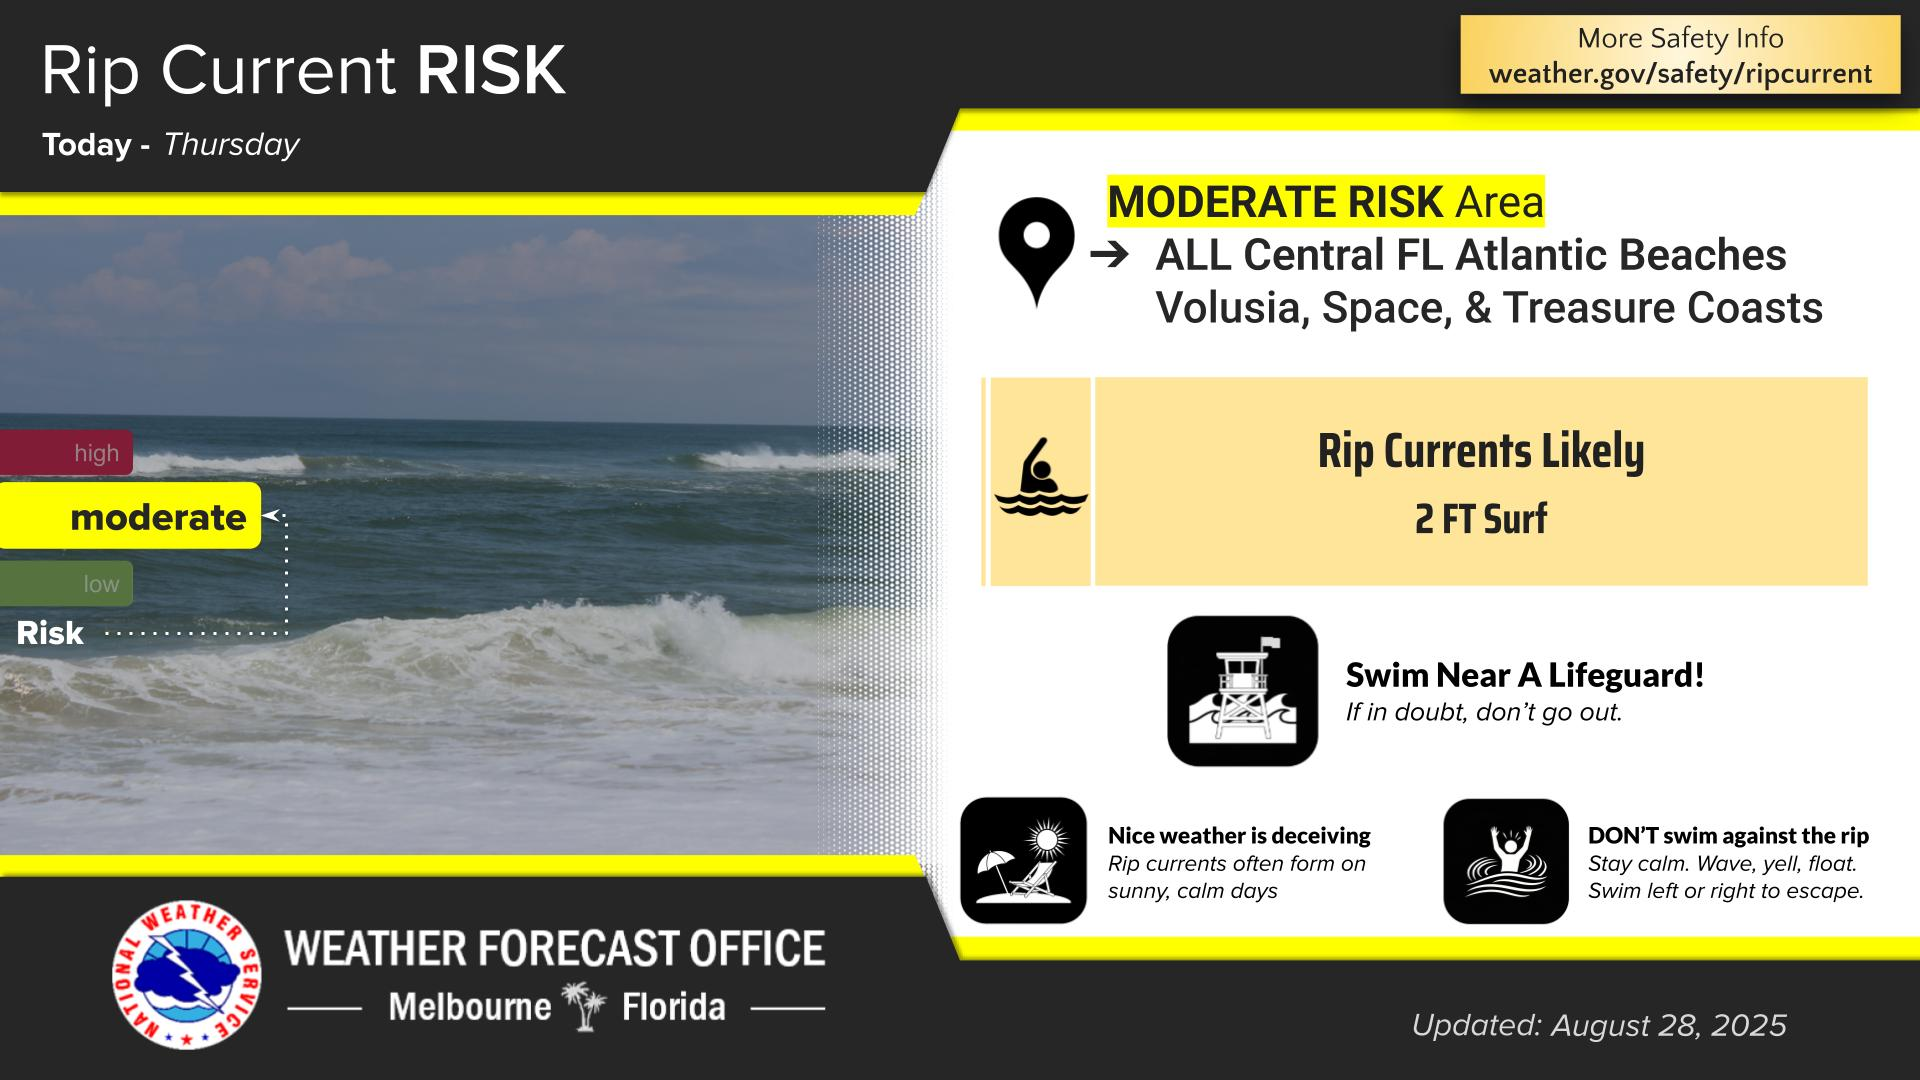 Rip Current RISK
Today - Thursday
More Safety Info
weather.gov/safety/ripcurrent
MODERATE RISK Area
➔ ALL Central FL Atlantic Beaches
Volusia, Space, & Treasure Coasts
high
moderate
low
Risk
Rip Currents Likely
2 FT Surf
Swim Near A Lifeguard!
If in doubt, don't go out.
Nice weather is deceiving
Rip currents often form on
sunny, calm days
DON'T swim against the rip
Stay calm. Wave, yell, float.
Swim left or right to escape.
NATIONAL WEATHER SERVICE
WEATHER FORECAST OFFICE
Melbourne Florida
Updated: August 28, 2025